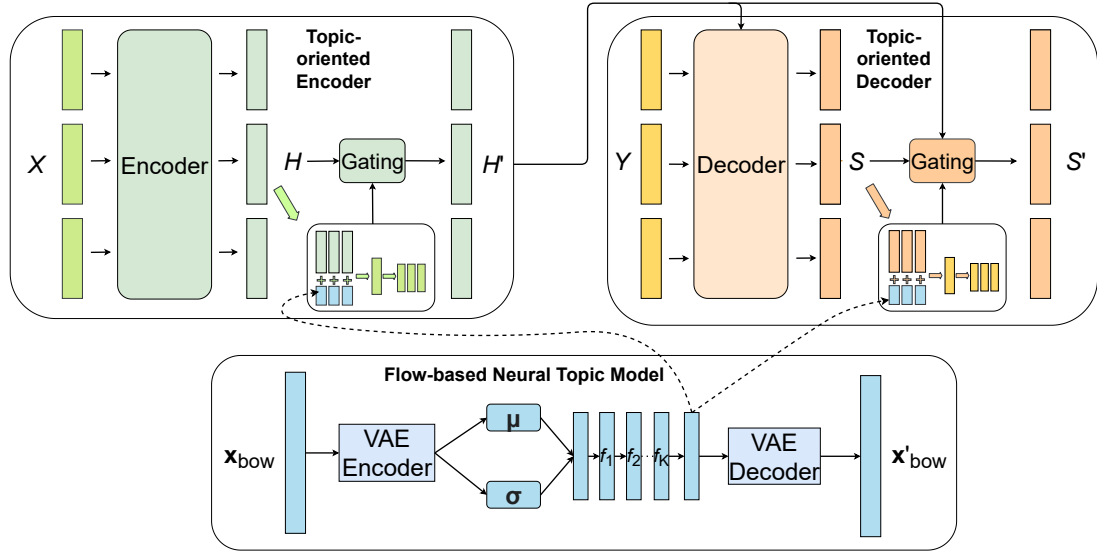 Topic-
oriented
Encoder
X
Encoder
H
Gating
H'
Topic-
oriented
Decoder
Y
Decoder
S
Gating
S'
Flow-based Neural Topic Model
x_bow
VAE
Encoder
μ
σ
f_1
f_2
...
f_K
VAE
Decoder
x'_bow